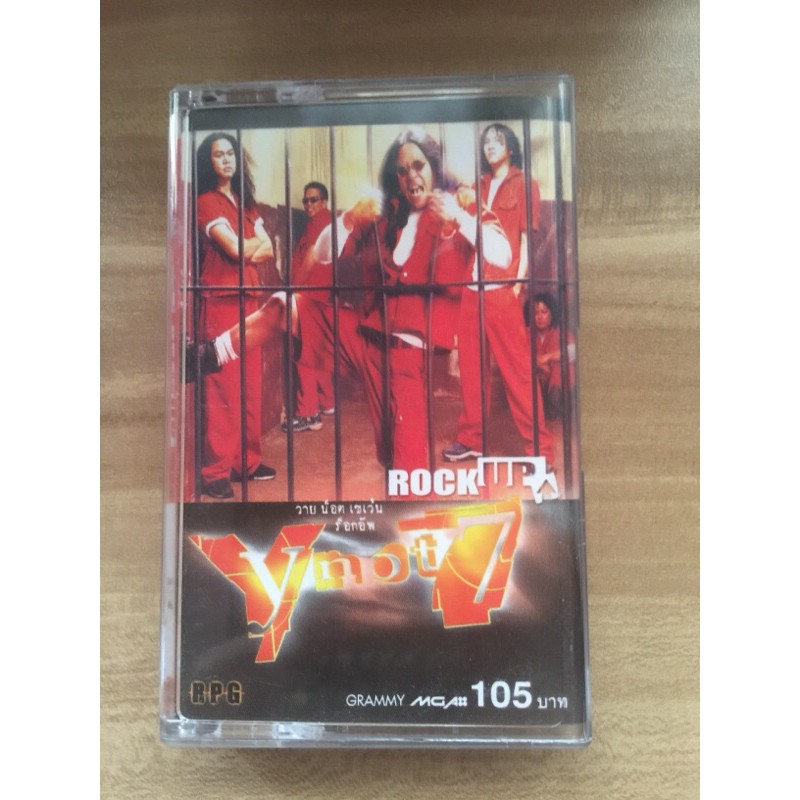 ROCK UP
วาย น็อต เซเว่น
ร็อกอัพ
ynot 7
RPG
GRAMMY MGA 105 บาท